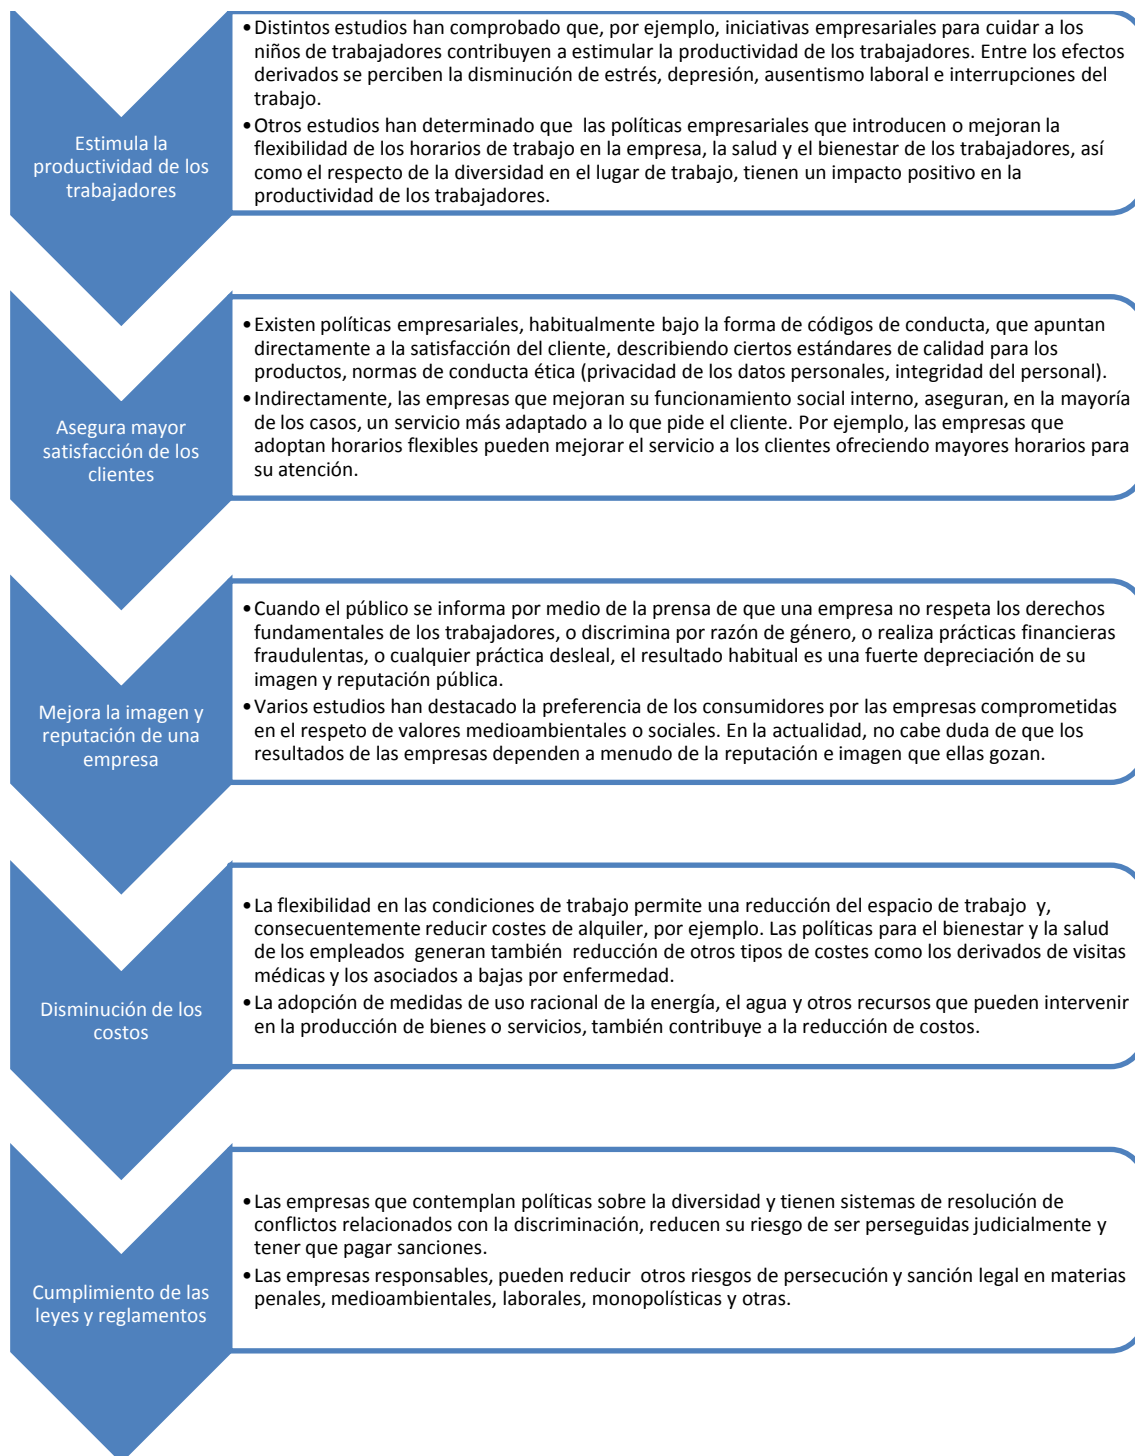 Estimula la
productividad de los
trabajadores
•Distintos estudios han comprobado que, por ejemplo, iniciativas empresariales para cuidar a los
niños de trabajadores contribuyen a estimular la productividad de los trabajadores. Entre los efectos
derivados se perciben la disminución de estrés, depresión, ausentismo laboral e interrupciones del
trabajo.
•Otros estudios han determinado que  las políticas empresariales que introducen o mejoran la
flexibilidad de los horarios de trabajo en la empresa, la salud y el bienestar de los trabajadores, así
como el respecto de la diversidad en el lugar de trabajo, tienen un impacto positivo en la
productividad de los trabajadores.
Asegura mayor
satisfacción de los
clientes
•Existen políticas empresariales, habitualmente bajo la forma de códigos de conducta, que apuntan
directamente a la satisfacción del cliente, describiendo ciertos estándares de calidad para los
productos, normas de conducta ética (privacidad de los datos personales, integridad del personal).
•Indirectamente, las empresas que mejoran su funcionamiento social interno, aseguran, en la mayoría
de los casos, un servicio más adaptado a lo que pide el cliente. Por ejemplo, las empresas que
adoptan horarios flexibles pueden mejorar el servicio a los clientes ofreciendo mayores horarios para
su atención.
Mejora la imagen y
reputación de una
empresa
•Cuando el público se informa por medio de la prensa de que una empresa no respeta los derechos
fundamentales de los trabajadores, o discrimina por razón de género, o realiza prácticas financieras
fraudulentas, o cualquier práctica desleal, el resultado habitual es una fuerte depreciación de su
imagen y reputación pública.
•Varios estudios han destacado la preferencia de los consumidores por las empresas comprometidas
en el respeto de valores medioambientales o sociales. En la actualidad, no cabe duda de que los
resultados de las empresas dependen a menudo de la reputación e imagen que ellas gozan.
Disminución de los
costos
•La flexibilidad en las condiciones de trabajo permite una reducción del espacio de trabajo  y,
consecuentemente reducir costes de alquiler, por ejemplo. Las políticas para el bienestar y la salud
de los empleados  generan también  reducción de otros tipos de costes como los derivados de visitas
médicas y los asociados a bajas por enfermedad.
•La adopción de medidas de uso racional de la energía, el agua y otros recursos que pueden intervenir
en la producción de bienes o servicios, también contribuye a la reducción de costos.
Cumplimiento de las
leyes y reglamentos
•Las empresas que contemplan políticas sobre la diversidad y tienen sistemas de resolución de
conflictos relacionados con la discriminación, reducen su riesgo de ser perseguidas judicialmente y
tener que pagar sanciones.
•Las empresas responsables, pueden reducir  otros riesgos de persecución y sanción legal en materias
penales, medioambientales, laborales, monopolísticas y otras.